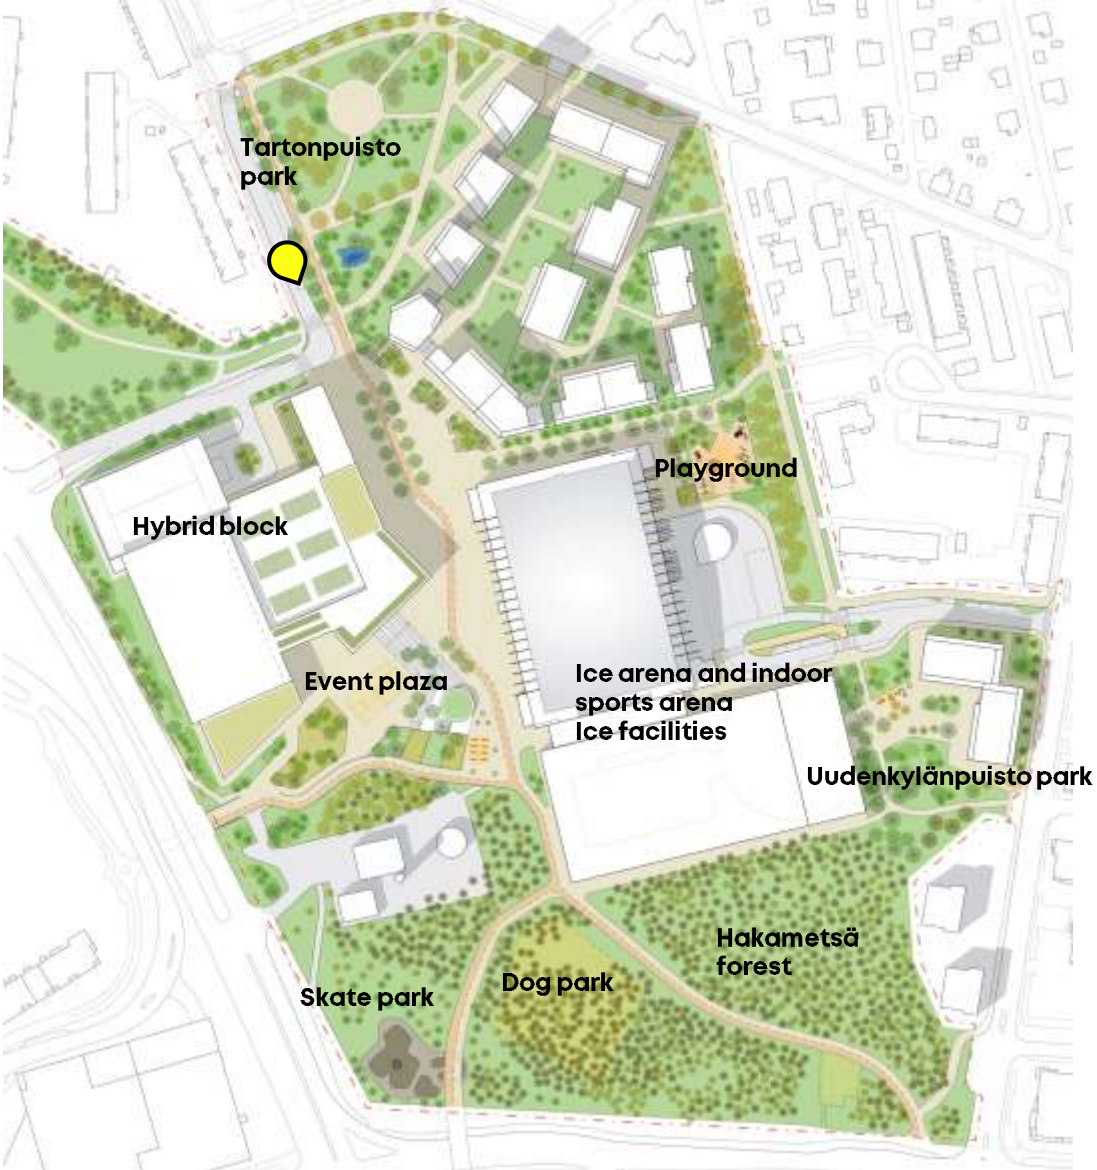 Tartonpuisto
park
Playground
Hybrid block
Ice arena and indoor
sports arena
Ice facilities
Event plaza
Uudenkylänpuisto park
Hakametsä
forest
Dog park
Skate park